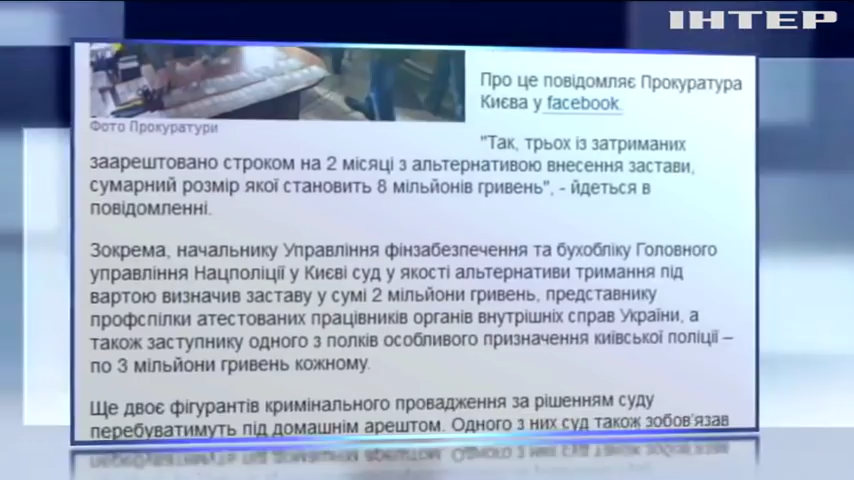 ІНТЕР
Про це повідомляє Прокуратура
Києва у facebook.
Фото Прокуратури
"Так, трьох із затриманих
заарештовано строком на 2 місяці з альтернативою внесення застави,
сумарний розмір якої становить 8 мільйонів гривень", - йдеться в
повідомленні.
Зокрема, начальнику Управління фінзабезпечення та бухобліку Головного
управління Нацполіції у Києві суд у якості альтернативи тримання під
вартою визначив заставу у сумі 2 мільйони гривень, представнику
профспілки атестованих працівників органів внутрішніх справ України, а
також заступнику одного з полків особливого призначення київської поліції –
по 3 мільйони гривень кожному.
Ще двоє фігурантів кримінального провадження за рішенням суду
перебуватимуть під домашнім арештом. Одного з них суд також зобов'язав